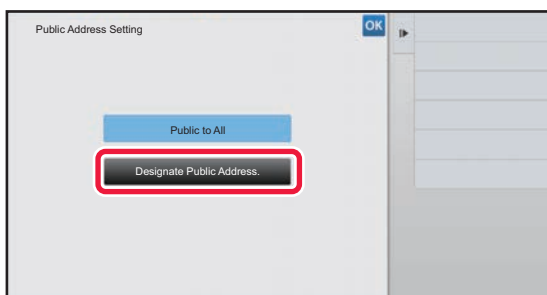 Public Address Setting
OK
Public to All
Designate Public Address.